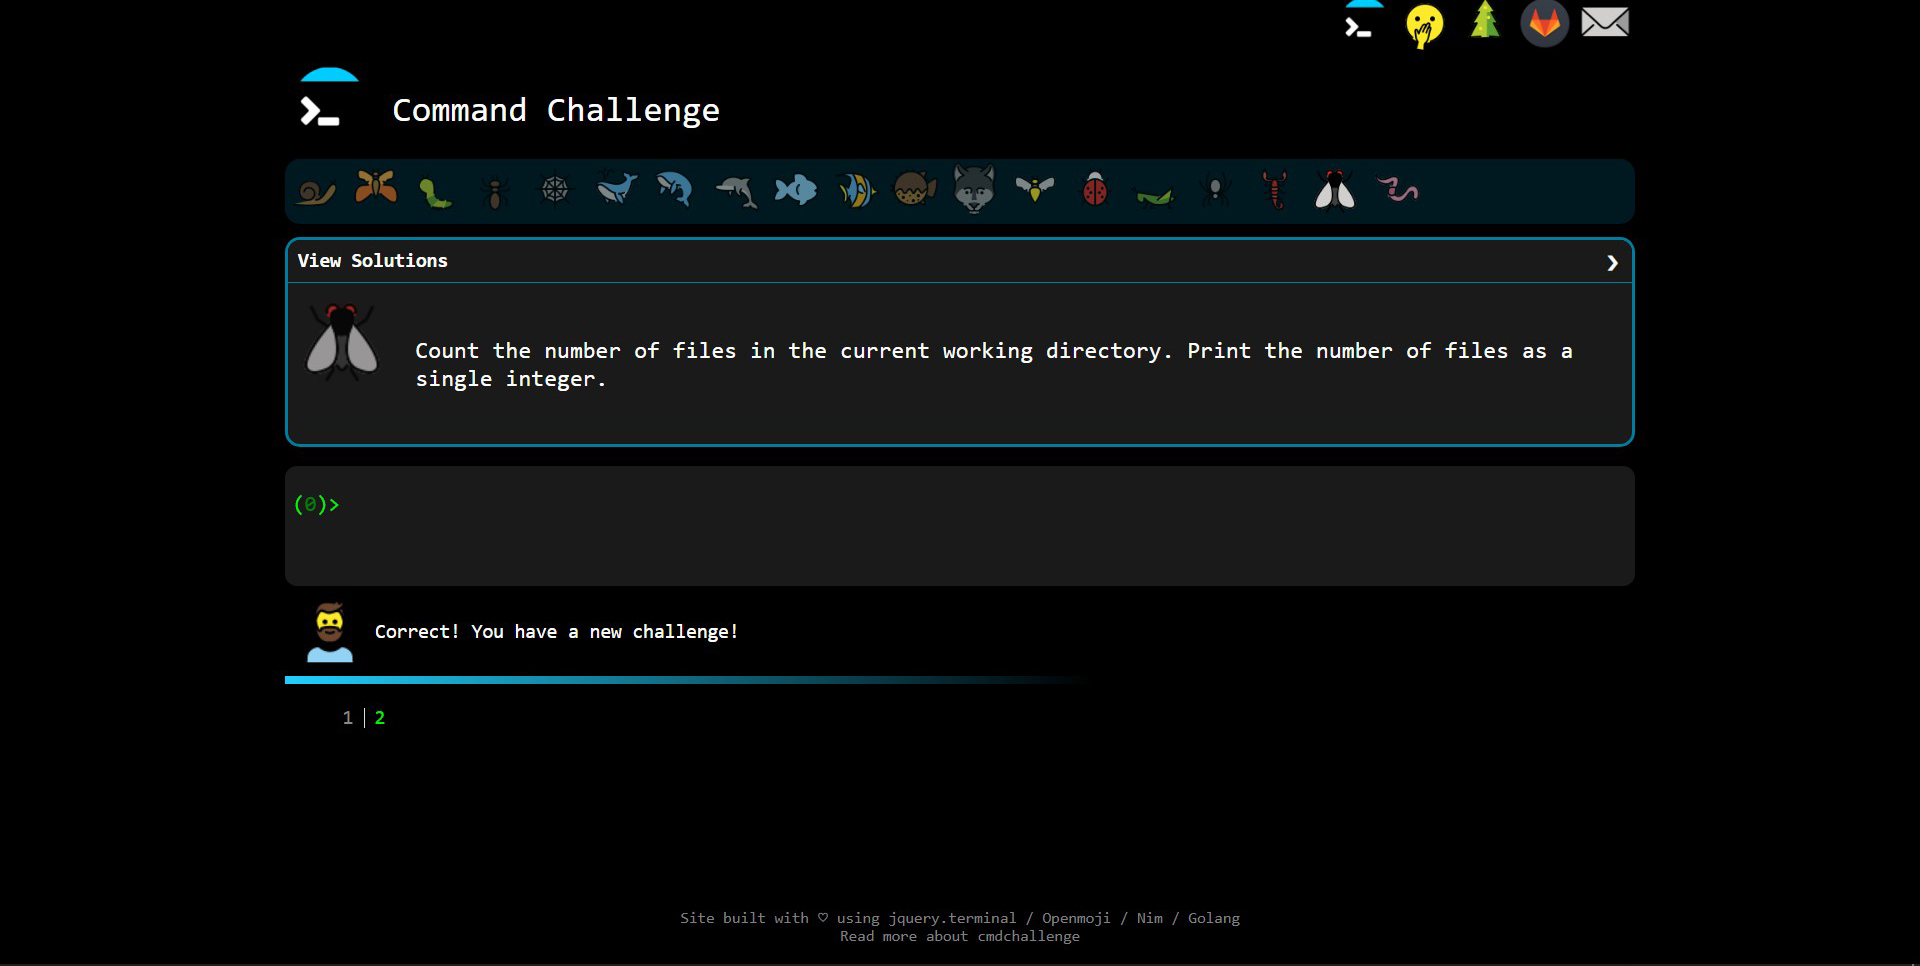 Command Challenge
View Solutions
Count the number of files in the current working directory. Print the number of files as a
single integer.
(0)>
Correct! You have a new challenge!
1 | 2
Site built with ♡ using jquery.terminal / Openmoji / Nim / Golang
Read more about cmdchallenge